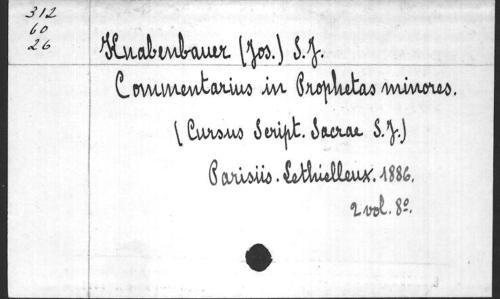 312
60
26
Knabenbauer (Jos.) S.J.
Commentarius in Prophetas minores.
(Cursus Script. Sacrae S.J.)
Parisiis. Lethielleux. 1886.
2 vol. 8º.